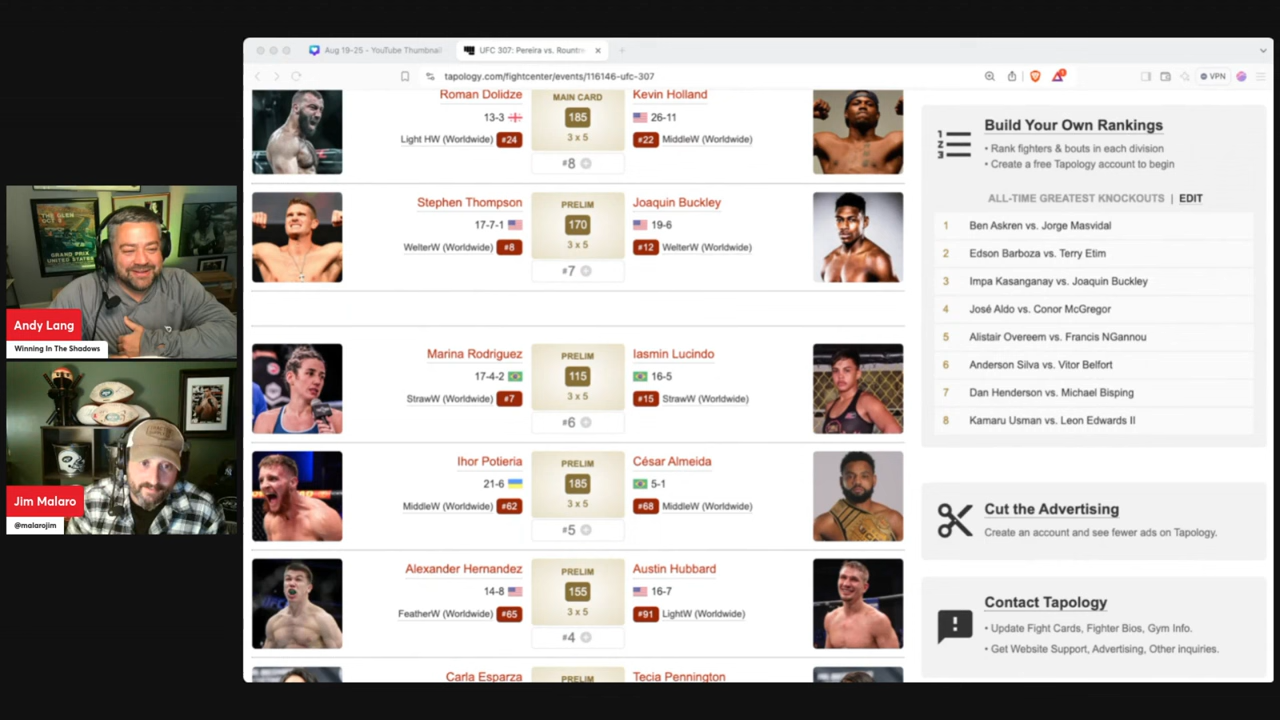 Aug 19-25 - YouTube Thumbnail
UFC 307: Pereira vs. Rountre
tapology.com/fightcenter/events/116146-ufc-307
VPN
Roman Dolidze
13-3
Light HW (Worldwide) #24
MAIN CARD
185
3 x 5
#8
Kevin Holland
26-11
#22 MiddleW (Worldwide)
Stephen Thompson
17-7-1
WelterW (Worldwide) #8
PRELIM
170
3 x 5
#7
Joaquin Buckley
19-6
#12 WelterW (Worldwide)
Marina Rodriguez
17-4-2
StrawW (Worldwide) #7
PRELIM
115
3 x 5
#6
Iasmin Lucindo
16-5
#15 StrawW (Worldwide)
Ihor Potieria
21-6
MiddleW (Worldwide) #62
PRELIM
185
3 x 5
#5
César Almeida
5-1
#68 MiddleW (Worldwide)
Alexander Hernandez
14-8
FeatherW (Worldwide) #65
PRELIM
155
3 x 5
#4
Austin Hubbard
16-7
#91 LightW (Worldwide)
Carla Esparza
PRELIM
Tecia Pennington
Build Your Own Rankings
• Rank fighters & bouts in each division
• Create a free Tapology account to begin
ALL-TIME GREATEST KNOCKOUTS | EDIT
1 Ben Askren vs. Jorge Masvidal
2 Edson Barboza vs. Terry Etim
3 Impa Kasanganay vs. Joaquin Buckley
4 José Aldo vs. Conor McGregor
5 Alistair Overeem vs. Francis NGannou
6 Anderson Silva vs. Vitor Belfort
7 Dan Henderson vs. Michael Bisping
8 Kamaru Usman vs. Leon Edwards II
Cut the Advertising
Create an account and see fewer ads on Tapology.
Contact Tapology
• Update Fight Cards, Fighter Bios, Gym Info.
• Get Website Support, Advertising, Other inquiries.
THE GLEN
GRAND PRIX
UNITED STATES
Andy Lang
Winning In The Shadows
Jim Malaro
@malarojim